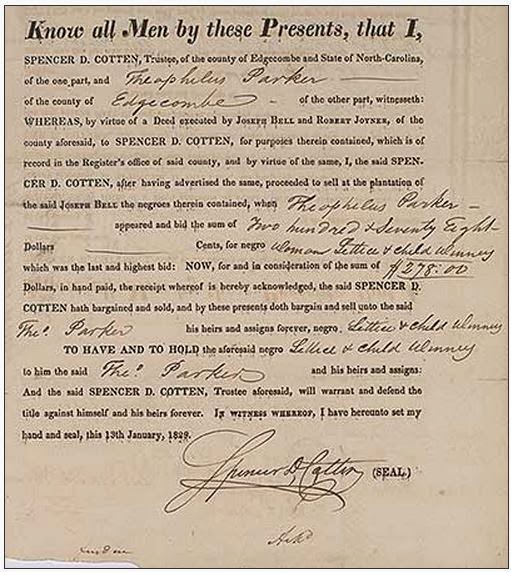 Know all Men by these Presents, that I,
SPENCER D. COTTEN, Trustee, of the county of Edgecombe and State of North-Carolina,
of the one part, and Theophilus Parker
of the county of Edgecombe - of the other part, witnesseth:
WHEREAS, by virtue of a Deed executed by JOSEPH BELL and ROBERT JOYNER, of the
county aforesaid, to SPENCER D. COTTEN, for purposes therein contained, which is of
record in the Register's office of said county, and by virtue of the same, I, the said SPEN-
CER D. COTTEN, after having advertised the same, proceeded to sell at the plantation of
the said JOSEPH BELL the negroes therein contained, when Theophilus Parker -
appeared and bid the sum of Two hundred & Seventy Eight
Dollars Cents, for negro Woman Lettice & child Winney
which was the last and highest bid: NOW, for and in consideration of the sum of $278:00
Dollars, in hand paid, the receipt whereof is hereby acknowledged, the said SPENCER D.
COTTEN hath bargained and sold, and by these presents doth bargain and sell unto the said
Theo. Parker his heirs and assigns forever, negro Lettice & child Winney
TO HAVE AND TO HOLD the aforesaid negro Lettice & child Winney
to him the said Theo. Parker and his heirs and assigns:
And the said SPENCER D. COTTEN, Trustee aforesaid, will warrant and defend the
title against himself and his heirs forever. IN WITNESS WHEREOF, I have hereunto set my
hand and seal, this 13th January, 1829.
Spencer D. Cotten (SEAL.)